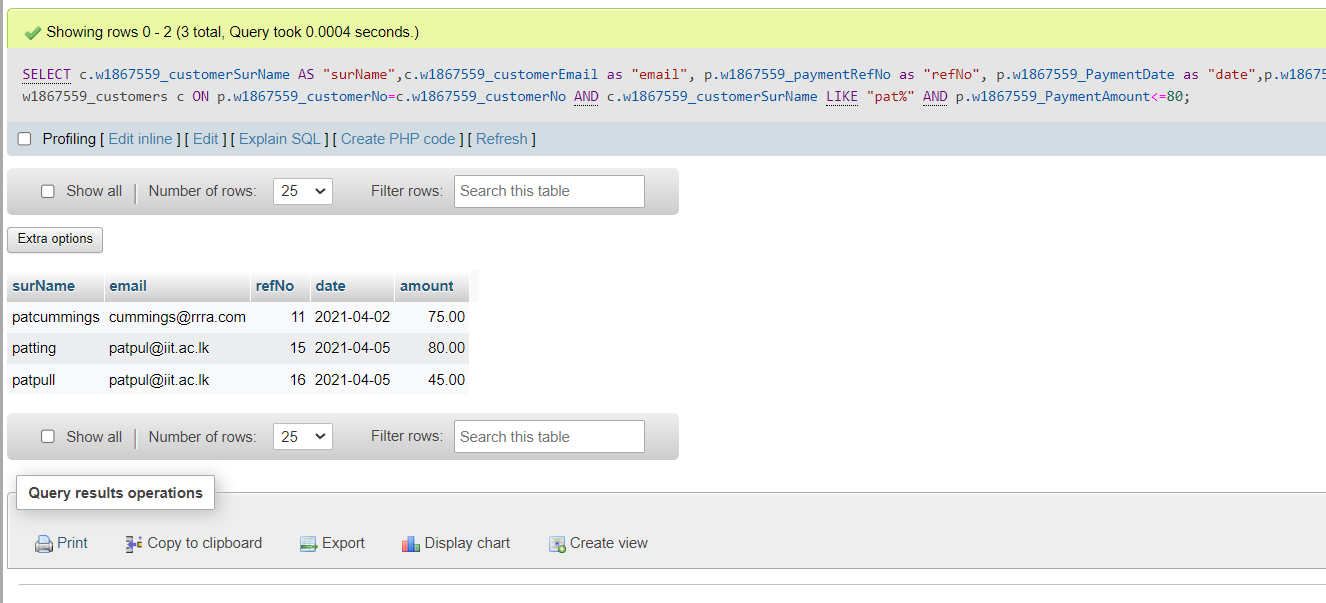 Showing rows 0 - 2 (3 total, Query took 0.0004 seconds.)
SELECT c.w1867559_customerSurName AS "surName",c.w1867559_customerEmail as "email", p.w1867559_paymentRefNo as "refNo", p.w1867559_PaymentDate as "date",p.w1867
w1867559_customers c ON p.w1867559_customerNo=c.w1867559_customerNo AND c.w1867559_customerSurName LIKE "pat%" AND p.w1867559_PaymentAmount<=80;
Profiling [ Edit inline ] [ Edit ] [ Explain SQL ] [ Create PHP code ] [ Refresh ]
Show all | Number of rows: 25 Filter rows: Search this table
Extra options
surName email refNo date amount
patcummings cummings@rrra.com 11 2021-04-02 75.00
patting patpul@iit.ac.lk 15 2021-04-05 80.00
patpull patpul@iit.ac.lk 16 2021-04-05 45.00
Show all | Number of rows: 25 Filter rows: Search this table
Query results operations
Print Copy to clipboard Export Display chart Create view